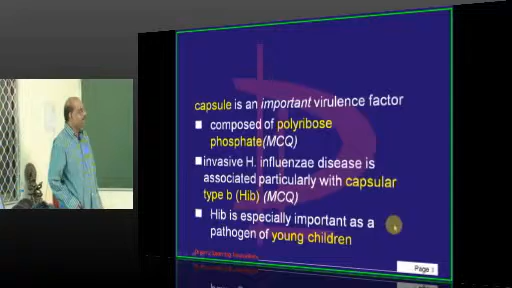 capsule is an important virulence factor
composed of polyribose
phosphate(MCQ)
invasive H. influenzae disease is
associated particularly with capsular
type b (Hib) (MCQ)
Hib is especially important as a
pathogen of young children
Page